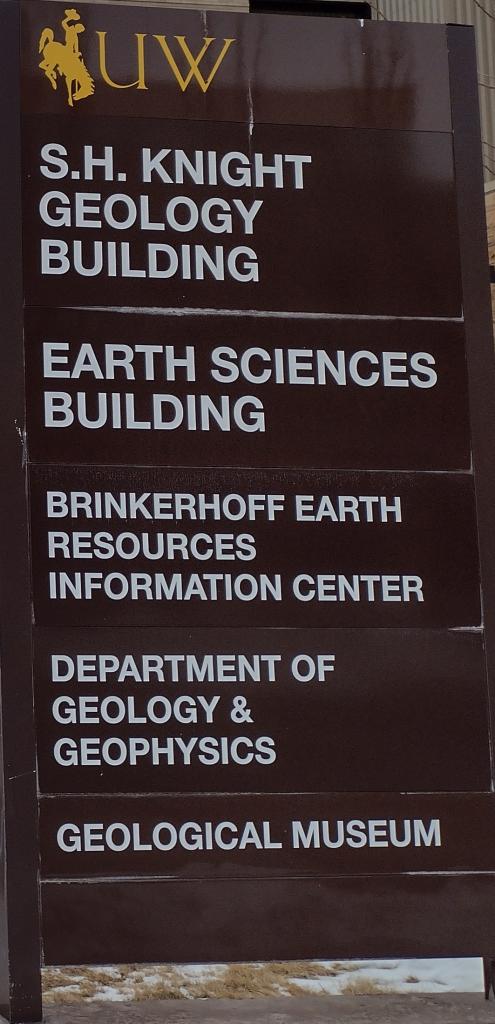 UW
S.H. KNIGHT
GEOLOGY
BUILDING
EARTH SCIENCES
BUILDING
BRINKERHOFF EARTH
RESOURCES
INFORMATION CENTER
DEPARTMENT OF
GEOLOGY &
GEOPHYSICS
GEOLOGICAL MUSEUM